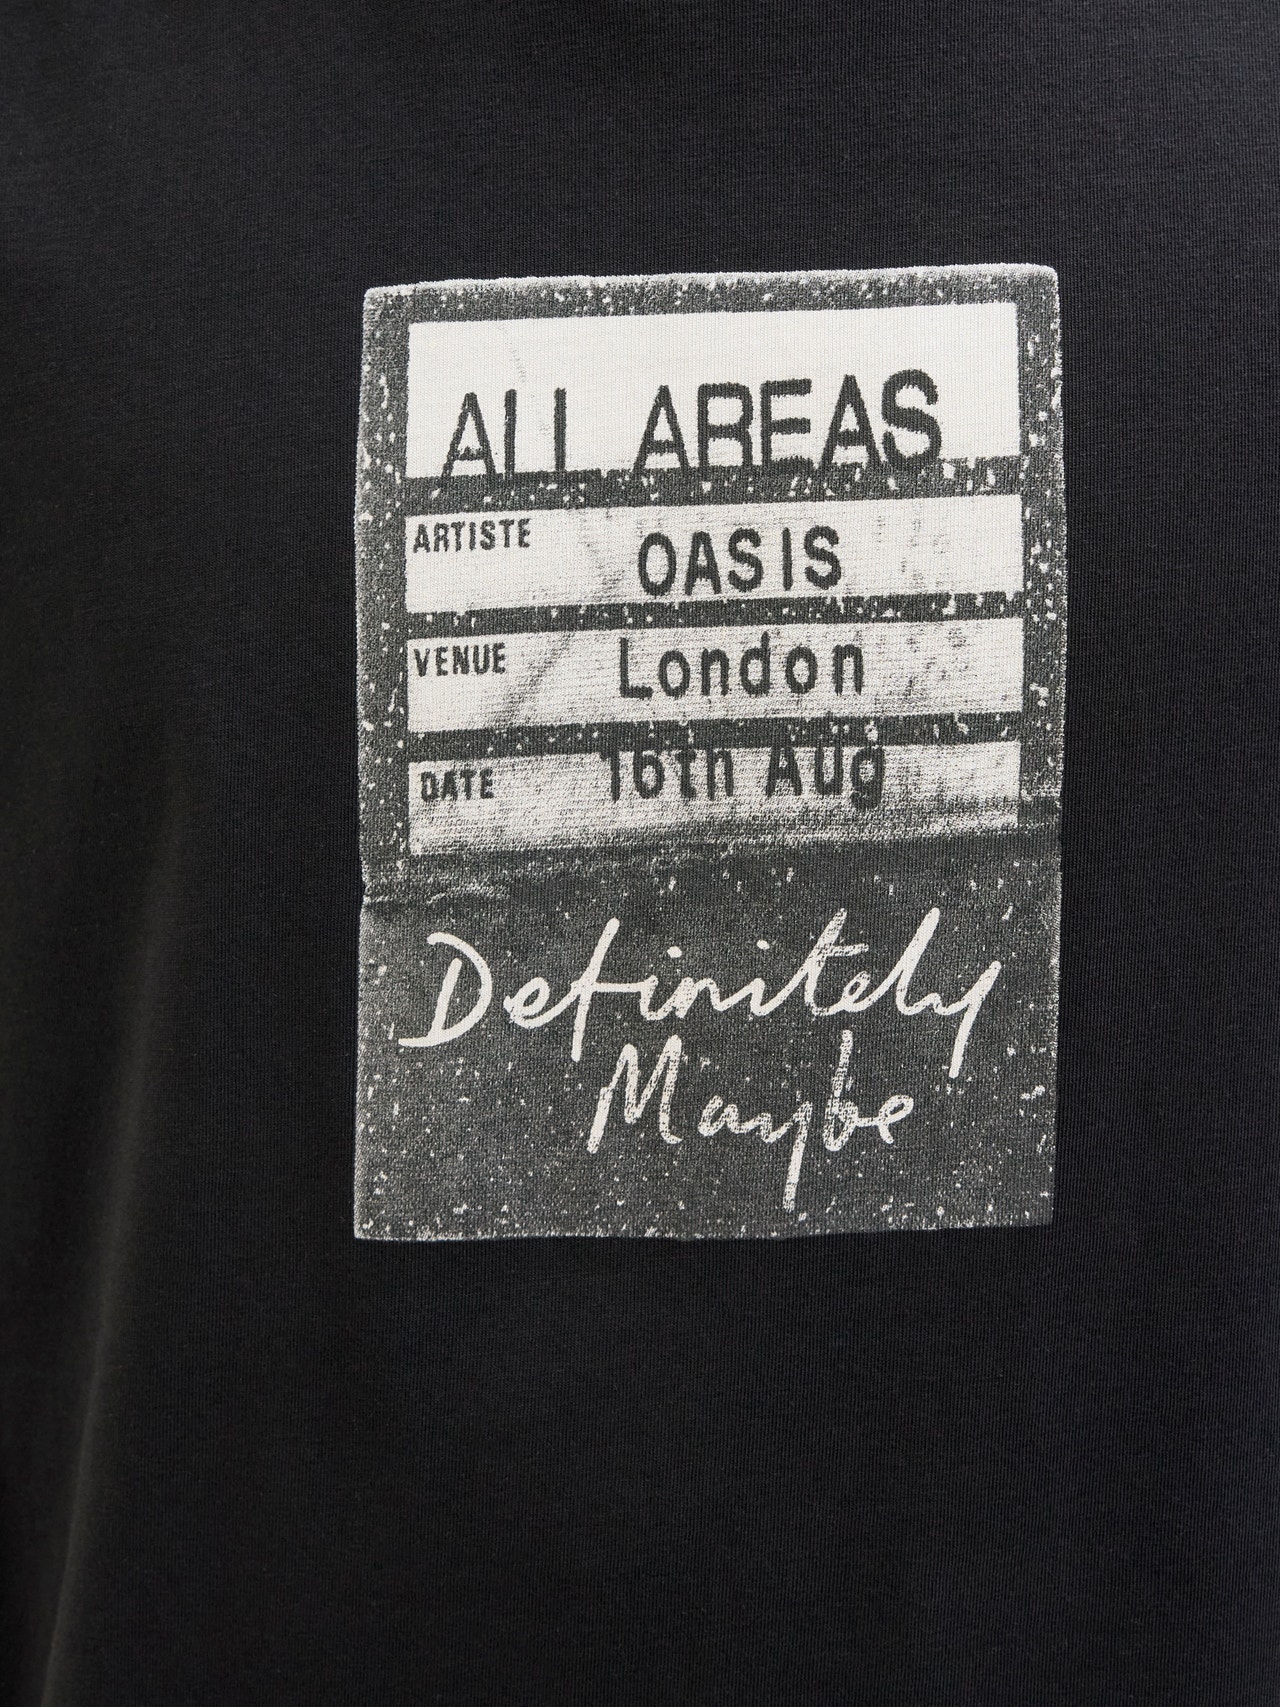 ALL AREAS
ARTISTE OASIS
VENUE London
DATE 16th Aug
Definitely
Maybe